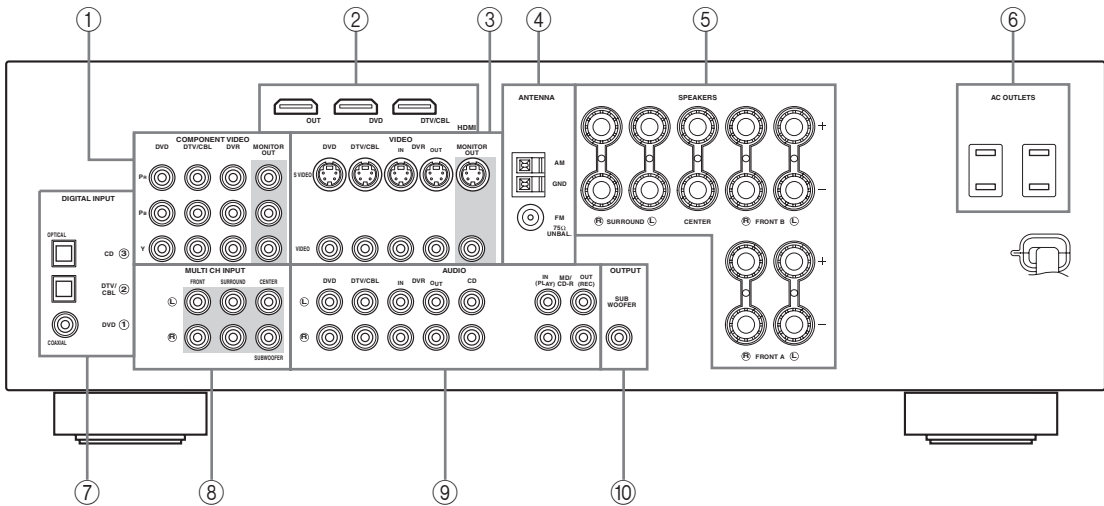 ① ② ③ ④ ⑤ ⑥
ANTENNA SPEAKERS AC OUTLETS
OUT DVD DTV/CBL
HDMI
COMPONENT VIDEO
DVD DTV/CBL DVR MONITOR OUT
PR
PB
Y
VIDEO
DVD DTV/CBL IN DVR OUT MONITOR OUT
S VIDEO
VIDEO
AM
GND
FM
75Ω
UNBAL.
+
−
Ⓡ SURROUND Ⓛ CENTER Ⓡ FRONT B Ⓛ
+
−
Ⓡ FRONT A Ⓛ
DIGITAL INPUT
OPTICAL
CD ③
DTV/
CBL ②
DVD ①
COAXIAL
MULTI CH INPUT
FRONT SURROUND CENTER
Ⓛ
Ⓡ
SUBWOOFER
AUDIO
DVD DTV/CBL IN DVR OUT CD
Ⓛ
Ⓡ
IN (PLAY) MD/CD-R OUT (REC)
OUTPUT
SUB
WOOFER
⑦ ⑧ ⑨ ⑩